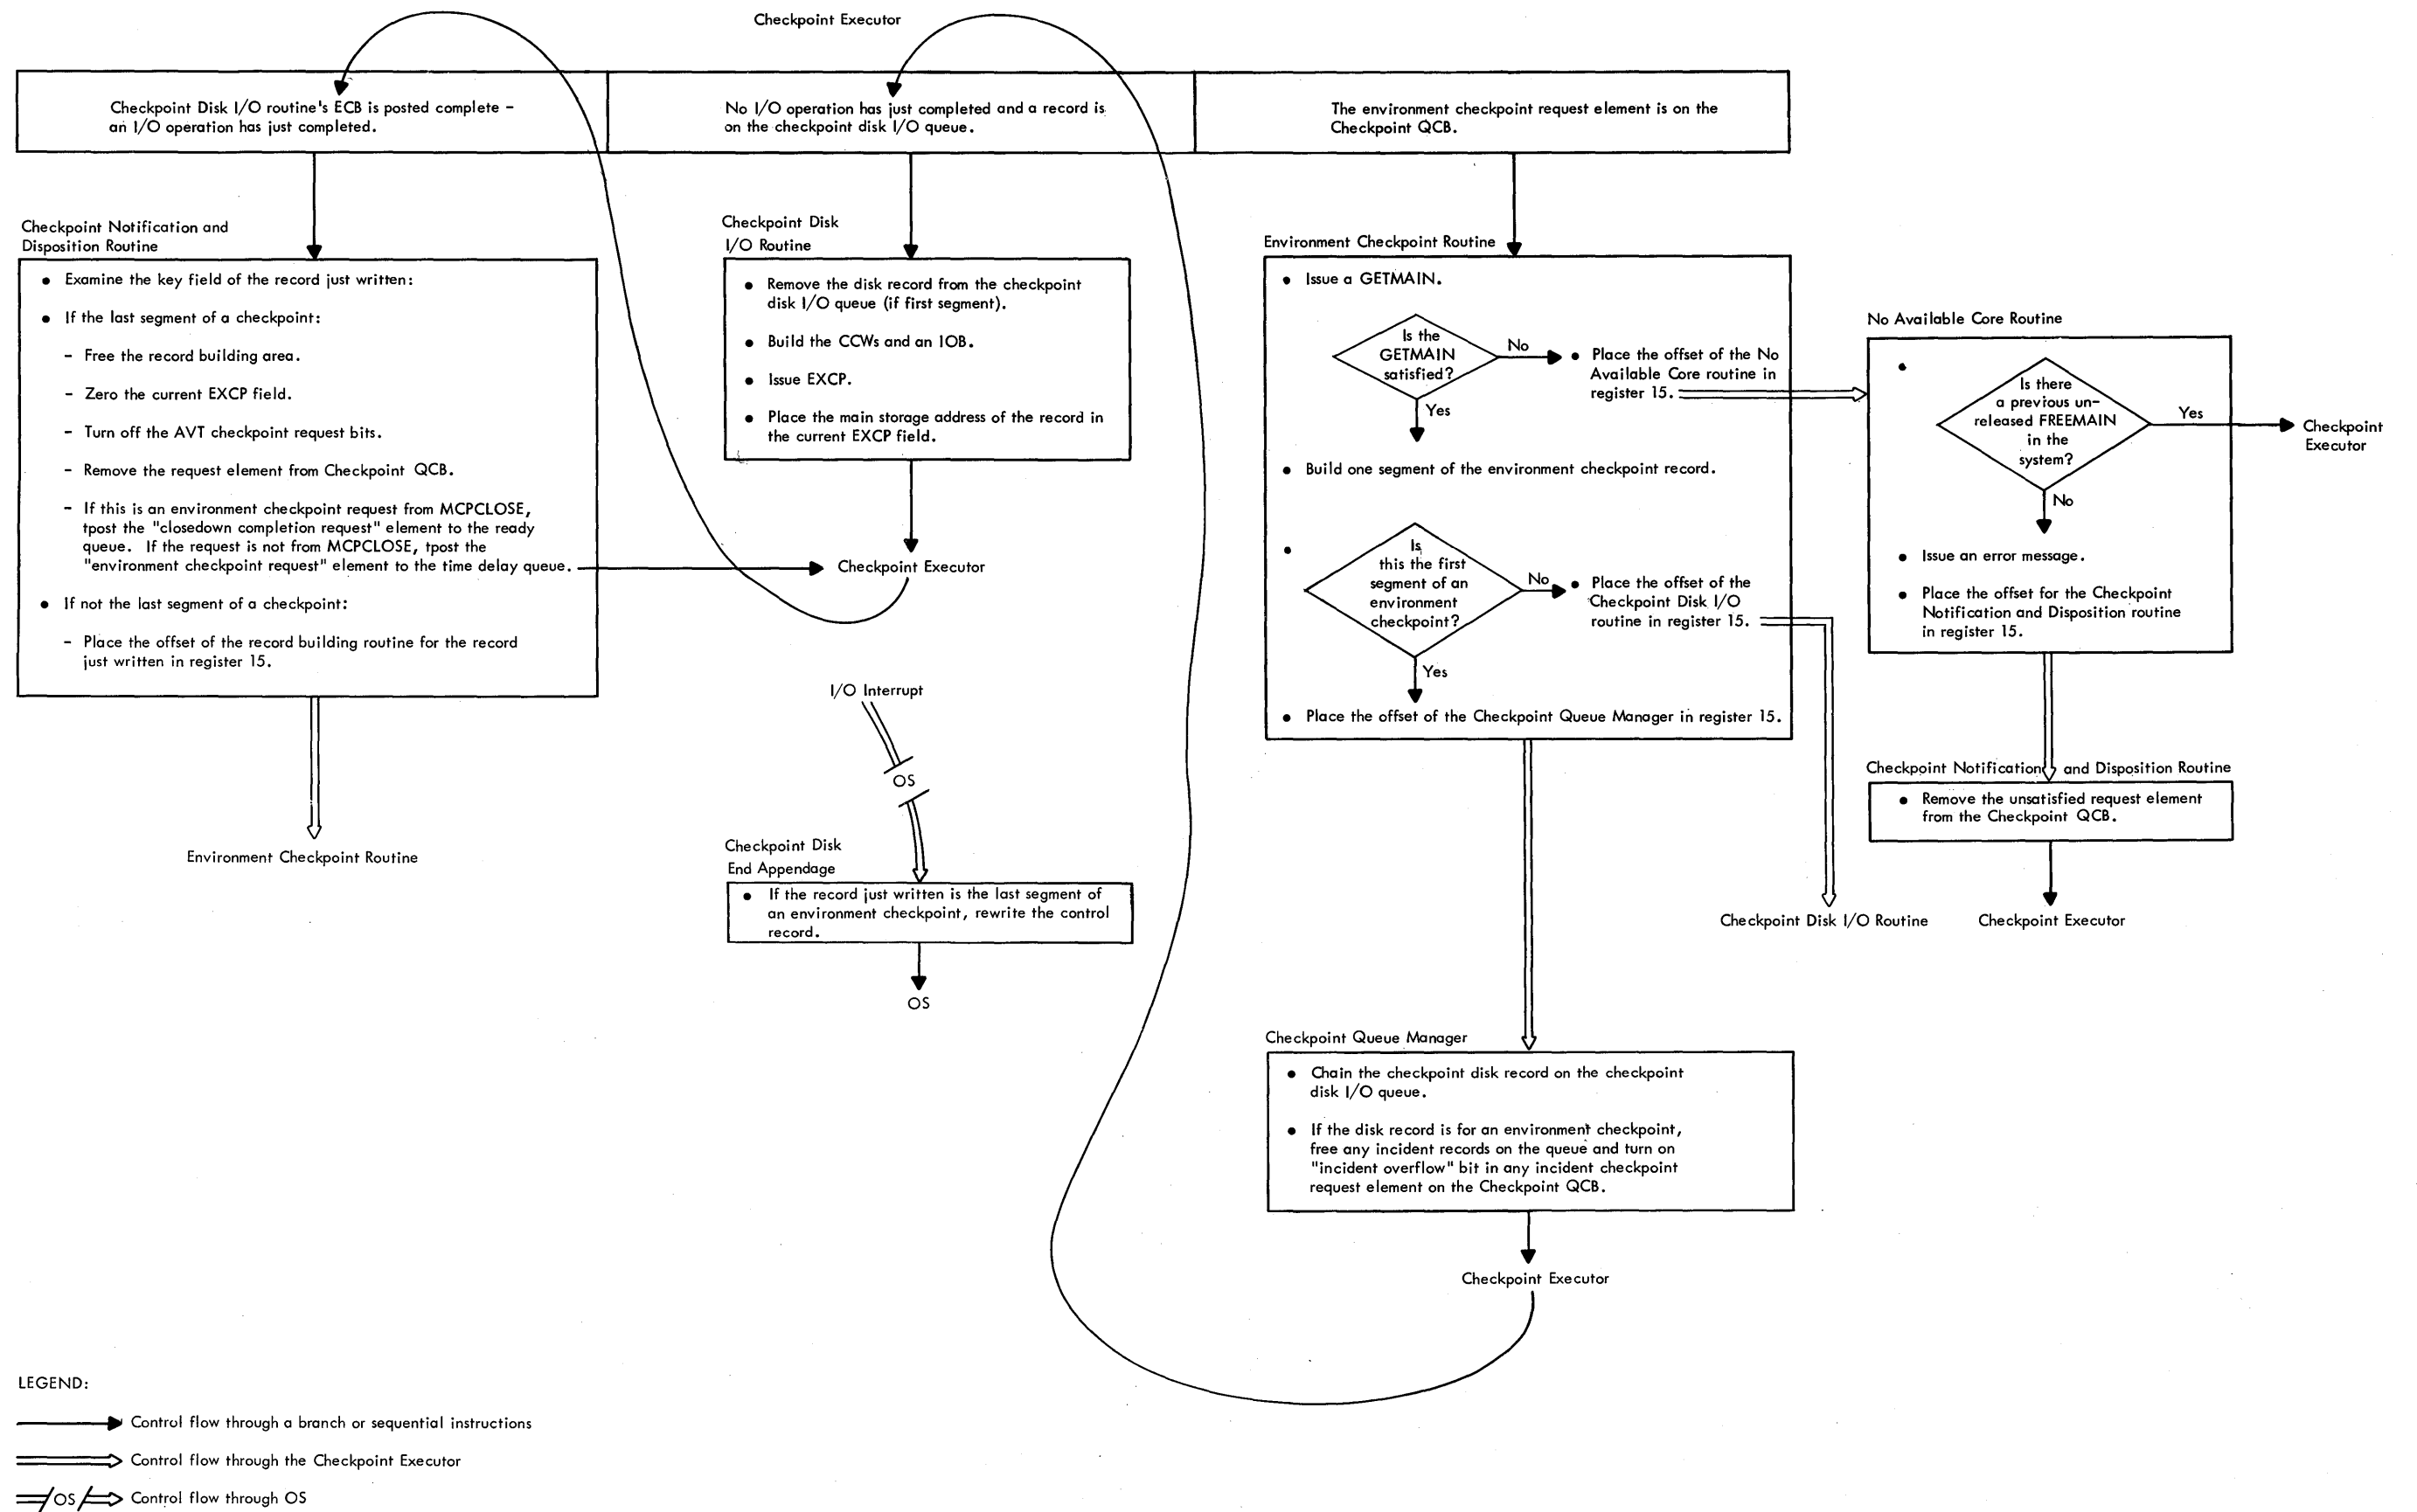 Checkpoint Executor
Checkpoint Disk I/O routine's ECB is posted complete –
an I/O operation has just completed.
No I/O operation has just completed and a record is
on the checkpoint disk I/O queue.
The environment checkpoint request element is on the
Checkpoint QCB.
Checkpoint Notification and
Disposition Routine
• Examine the key field of the record just written:
• If the last segment of a checkpoint:
– Free the record building area.
– Zero the current EXCP field.
– Turn off the AVT checkpoint request bits.
– Remove the request element from Checkpoint QCB.
– If this is an environment checkpoint request from MCPCLOSE,
tpost the "closedown completion request" element to the ready
queue. If the request is not from MCPCLOSE, tpost the
"environment checkpoint request" element to the time delay queue.
• If not the last segment of a checkpoint:
– Place the offset of the record building routine for the record
just written in register 15.
Environment Checkpoint Routine
Checkpoint Disk
I/O Routine
• Remove the disk record from the checkpoint
disk I/O queue (if first segment).
• Build the CCWs and an IOB.
• Issue EXCP.
• Place the main storage address of the record in
the current EXCP field.
Checkpoint Executor
I/O Interrupt
OS
Checkpoint Disk
End Appendage
• If the record just written is the last segment of
an environment checkpoint, rewrite the control
record.
OS
Environment Checkpoint Routine
• Issue a GETMAIN.
Is the
GETMAIN
satisfied?
No
• Place the offset of the No
Available Core routine in
register 15.
Yes
• Build one segment of the environment checkpoint record.
•
Is
this the first
segment of an
environment
checkpoint?
No
• Place the offset of the
Checkpoint Disk I/O
routine in register 15.
Yes
• Place the offset of the Checkpoint Queue Manager in register 15.
No Available Core Routine
•
Is there
a previous un-
released FREEMAIN
in the
system?
Yes
Checkpoint
Executor
No
• Issue an error message.
• Place the offset for the Checkpoint
Notification and Disposition routine
in register 15.
Checkpoint Notification and Disposition Routine
• Remove the unsatisfied request element
from the Checkpoint QCB.
Checkpoint Disk I/O Routine
Checkpoint Executor
Checkpoint Queue Manager
• Chain the checkpoint disk record on the checkpoint
disk I/O queue.
• If the disk record is for an environment checkpoint,
free any incident records on the queue and turn on
"incident overflow" bit in any incident checkpoint
request element on the Checkpoint QCB.
Checkpoint Executor
LEGEND:
Control flow through a branch or sequential instructions
Control flow through the Checkpoint Executor
OS Control flow through OS